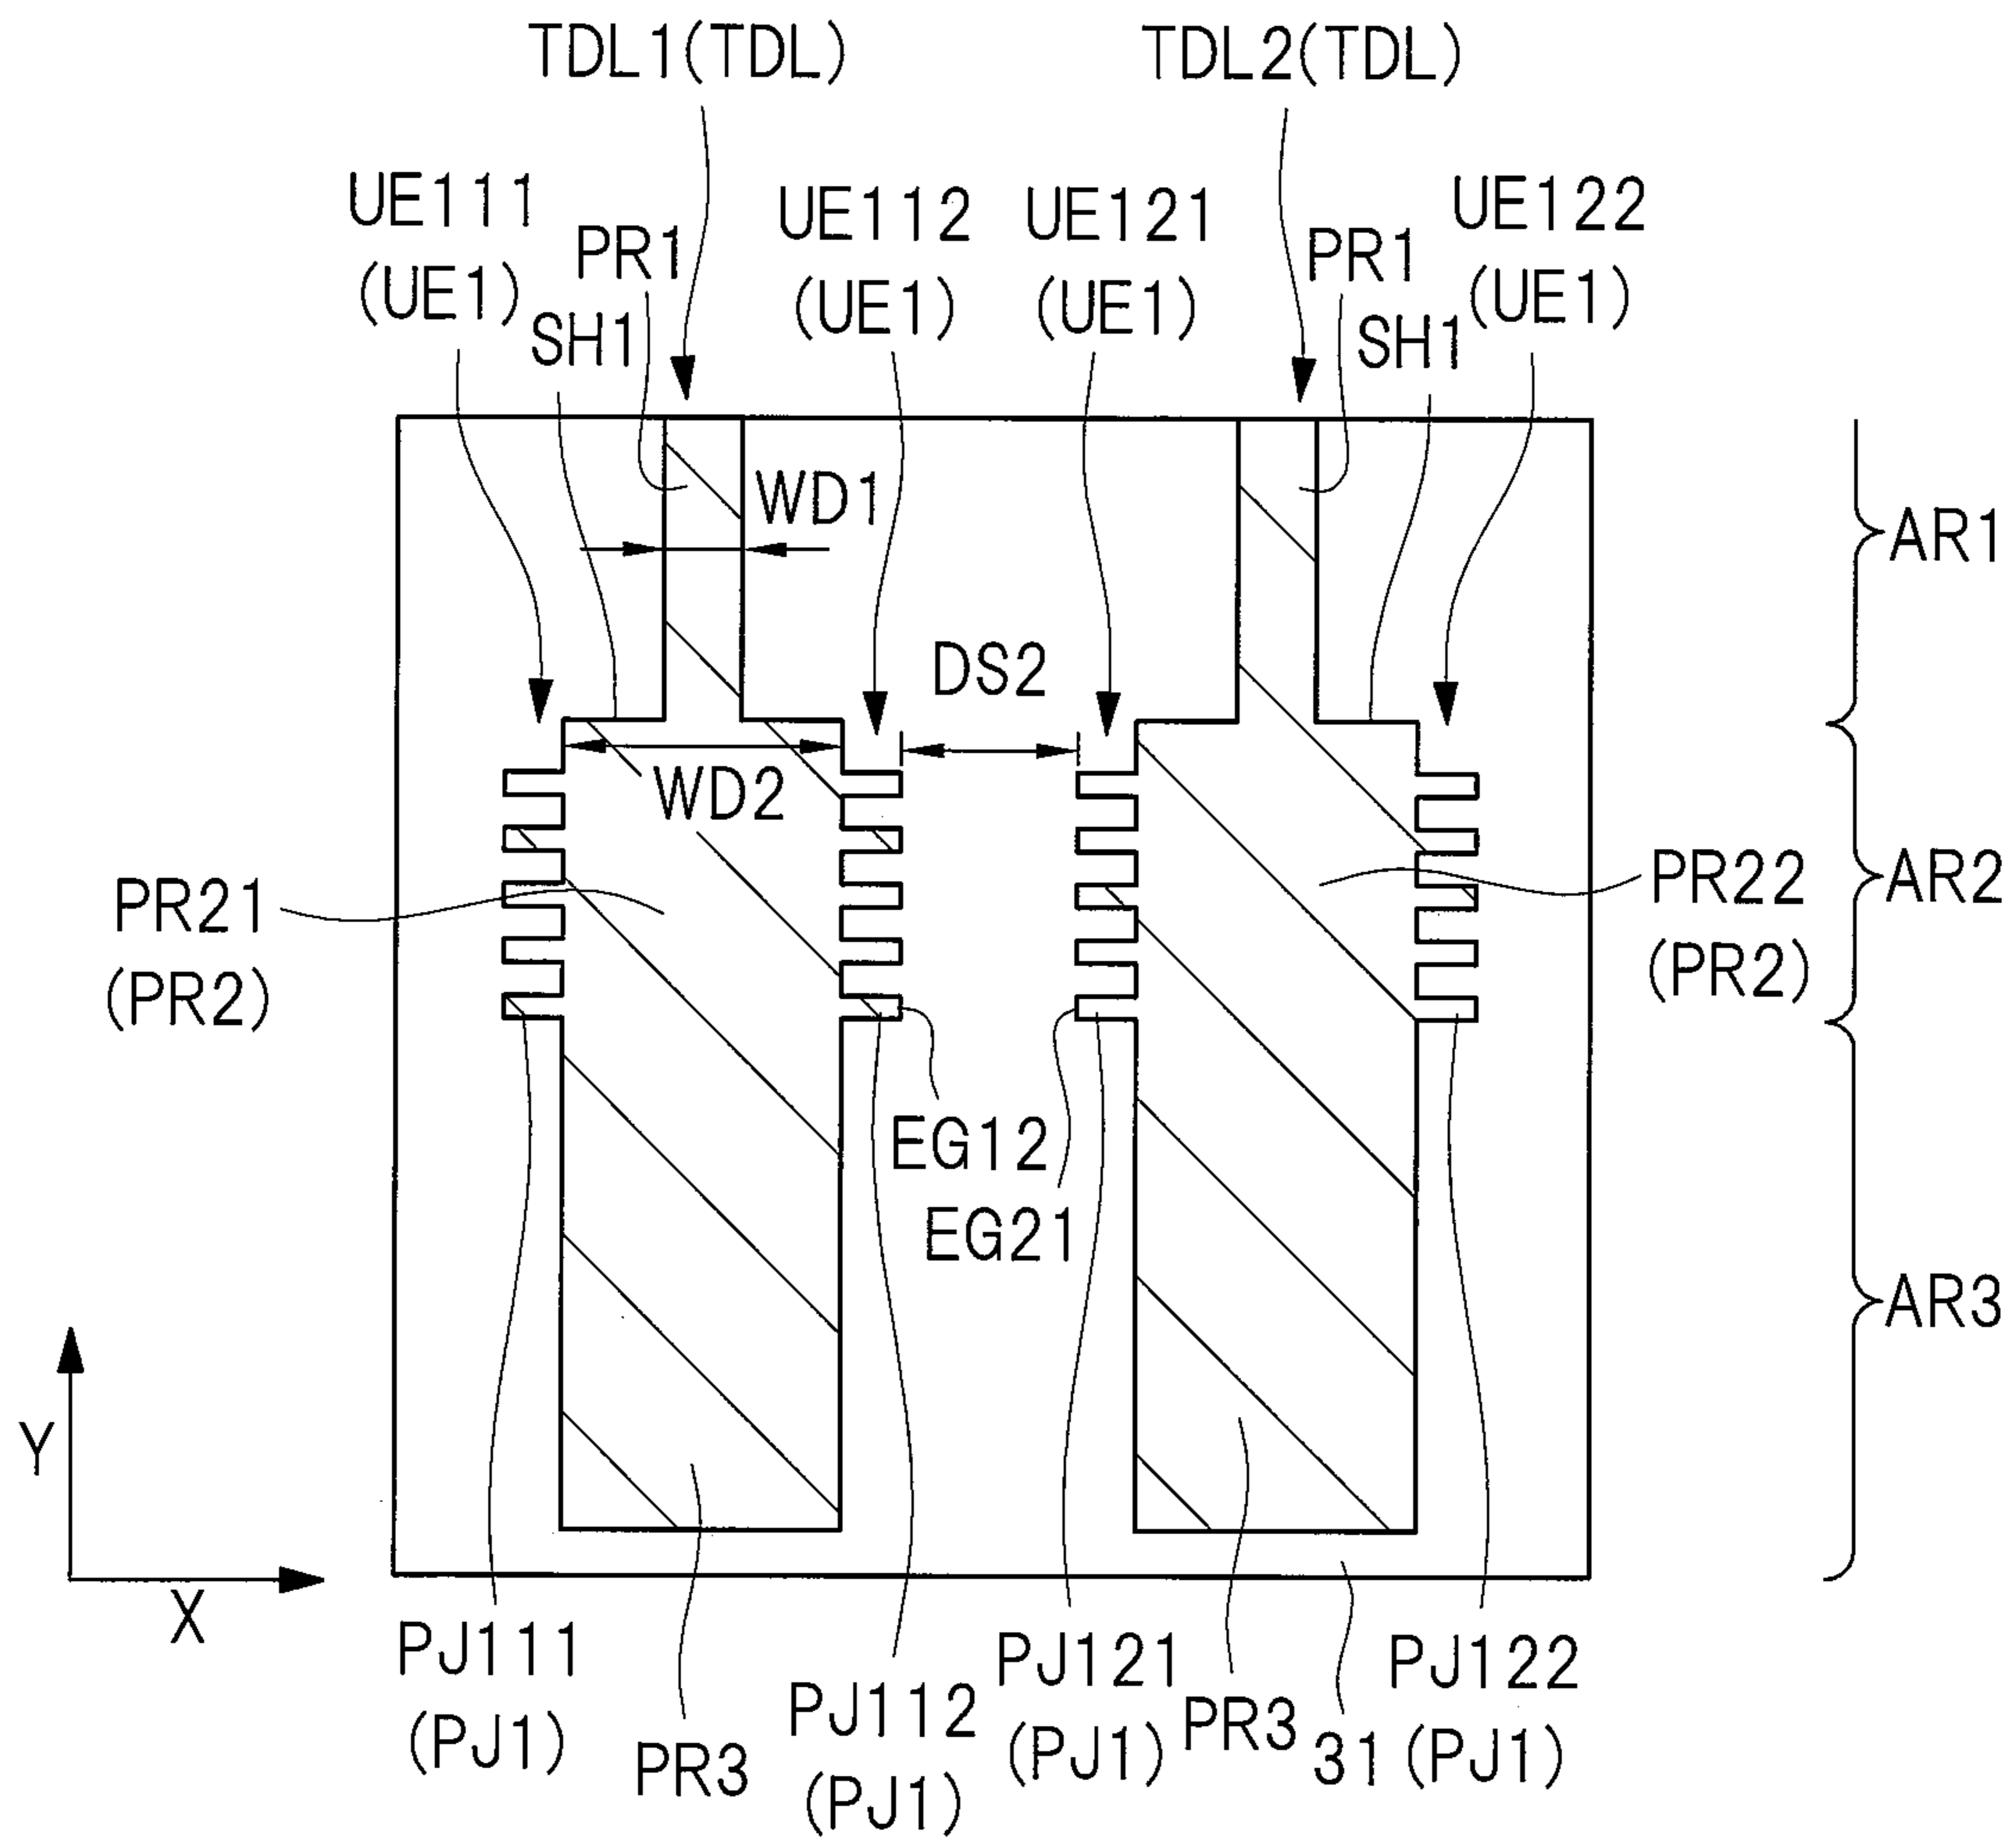 TDL1(TDL)
TDL2(TDL)
UE111
(UE1)
PR1
SH1
UE112
(UE1)
UE121
(UE1)
PR1
SH1
UE122
(UE1)
WD1
AR1
DS2
WD2
PR21
(PR2)
PR22
(PR2)
AR2
EG12
EG21
AR3
Y
X
PJ111
(PJ1)
PR3
PJ112
(PJ1)
PJ121
(PJ1)
PR3
31
PJ122
(PJ1)